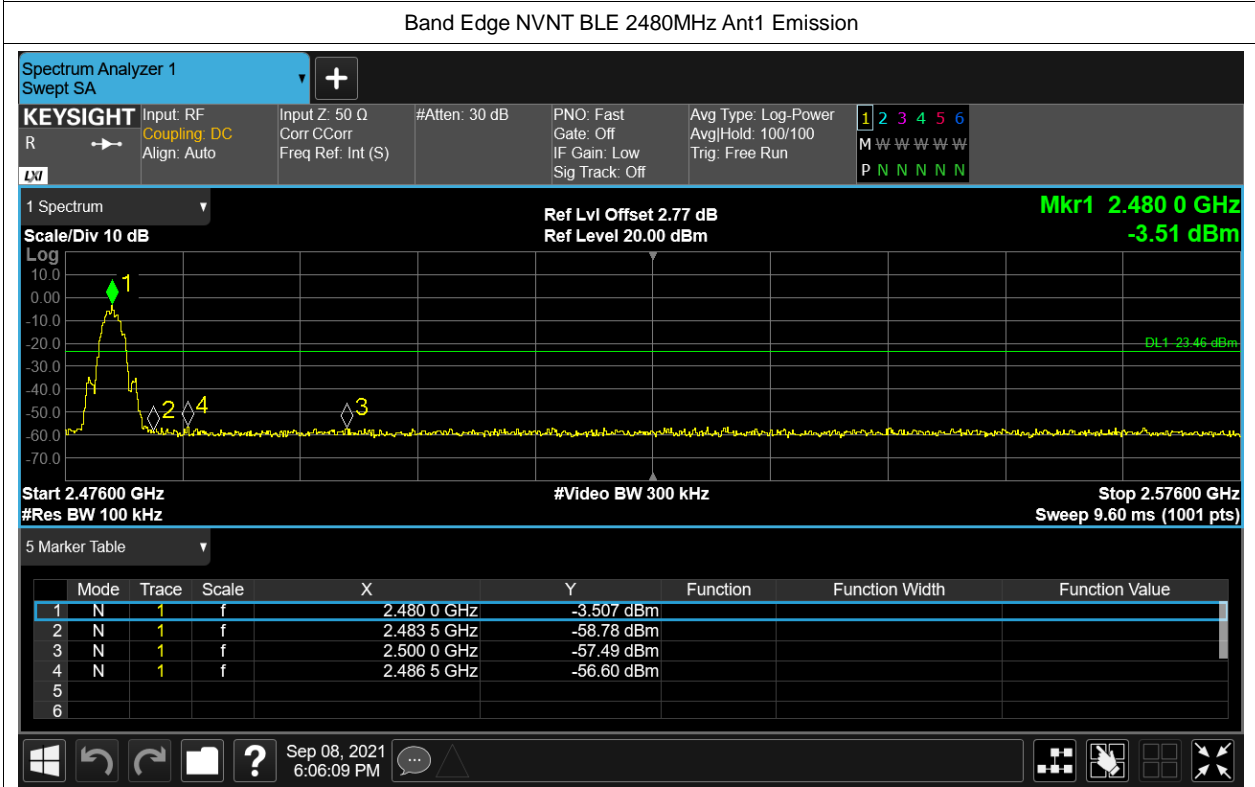 Band Edge NVNT BLE 2480MHz Ant1 Emission
Spectrum Analyzer 1
Swept SA
+
KEYSIGHT
R
LXI
Input: RF
Coupling: DC
Align: Auto
Input Z: 50 Ω
Corr CCorr
Freq Ref: Int (S)
#Atten: 30 dB
PNO: Fast
Gate: Off
IF Gain: Low
Sig Track: Off
Avg Type: Log-Power
Avg|Hold: 100/100
Trig: Free Run
1 2 3 4 5 6
M W W W W W
P N N N N N
1 Spectrum
Scale/Div 10 dB
Ref Lvl Offset 2.77 dB
Ref Level 20.00 dBm
Mkr1 2.480 0 GHz
-3.51 dBm
Log
10.0
0.00
-10.0
-20.0
-30.0
-40.0
-50.0
-60.0
-70.0
1
2
4
3
DL1 -23.46 dBm
Start 2.47600 GHz
#Res BW 100 kHz
#Video BW 300 kHz
Stop 2.57600 GHz
Sweep 9.60 ms (1001 pts)
5 Marker Table
Mode Trace Scale X Y Function Function Width Function Value
1 N 1 f 2.480 0 GHz -3.507 dBm
2 N 1 f 2.483 5 GHz -58.78 dBm
3 N 1 f 2.500 0 GHz -57.49 dBm
4 N 1 f 2.486 5 GHz -56.60 dBm
5
6
?
Sep 08, 2021
6:06:09 PM